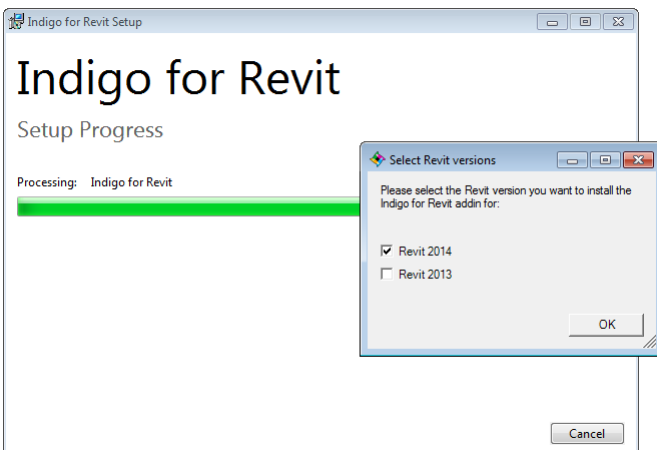 Indigo for Revit Setup
Indigo for Revit
Setup Progress
Processing: Indigo for Revit
Select Revit versions
Please select the Revit version you want to install the
Indigo for Revit addin for:
Revit 2014
Revit 2013
OK
Cancel